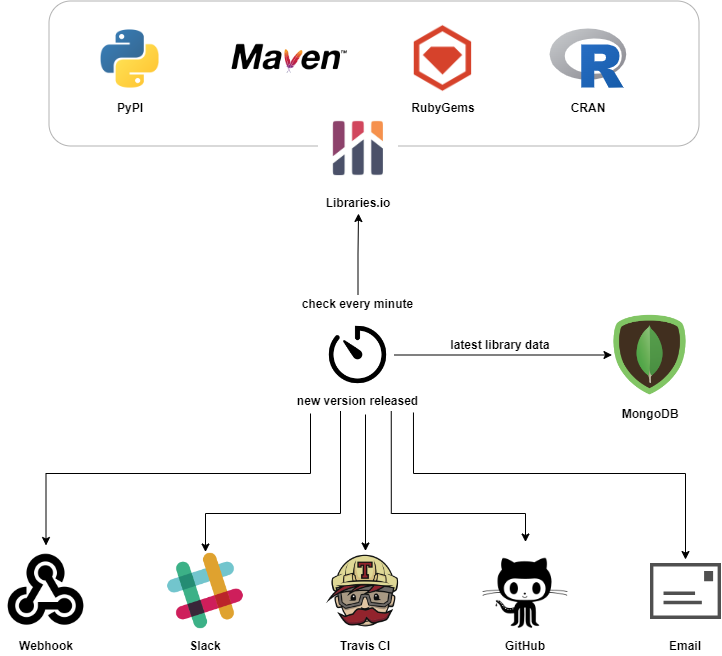 Maven™
PyPI
RubyGems
CRAN
Libraries.io
check every minute
latest library data
MongoDB
new version released
T
Webhook
Slack
Travis CI
GitHub
Email